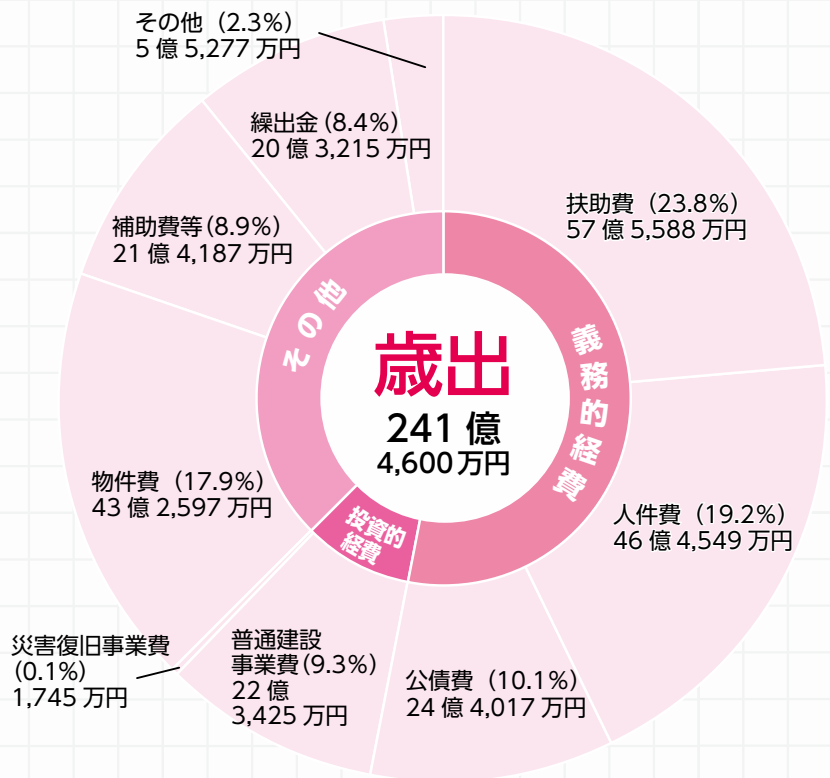 その他（2.3%）
5 億 5,277 万円
繰出金（8.4%）
20 億 3,215 万円
扶助費（23.8%）
57 億 5,588 万円
補助費等（8.9%）
21 億 4,187 万円
その他
義務的経費
歳出
241 億
4,600 万円
物件費（17.9%）
43 億 2,597 万円
人件費（19.2%）
46 億 4,549 万円
投資的
経費
災害復旧事業費
（0.1%）
1,745 万円
普通建設
事業費（9.3%）
22 億
3,425 万円
公債費（10.1%）
24 億 4,017 万円